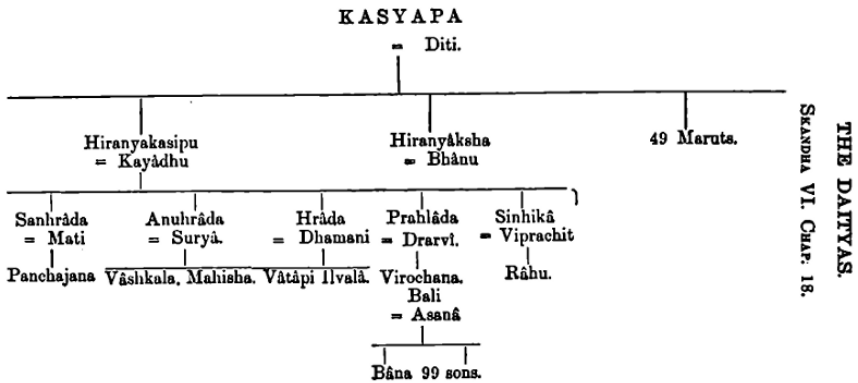 KASYAPA
= Diti.
Hiranyakasipu
= Kayâdhu
Hiranyâksha
= Bhânu
49 Maruts.
Sanhrâda
= Mati
Anuhrâda
= Suryâ.
Hrâda
= Dhamani
Prahlâda
= Drarvî.
Sinhikâ
= Viprachit
Panchajana
Vâshkala. Mahisha.
Vâtâpi Ilvalâ.
Virochana.
Bali
= Asanâ
Râhu.
Bâna 99 sons.
THE DAITYAS.
SKANDHA VI. CHAP. 18.